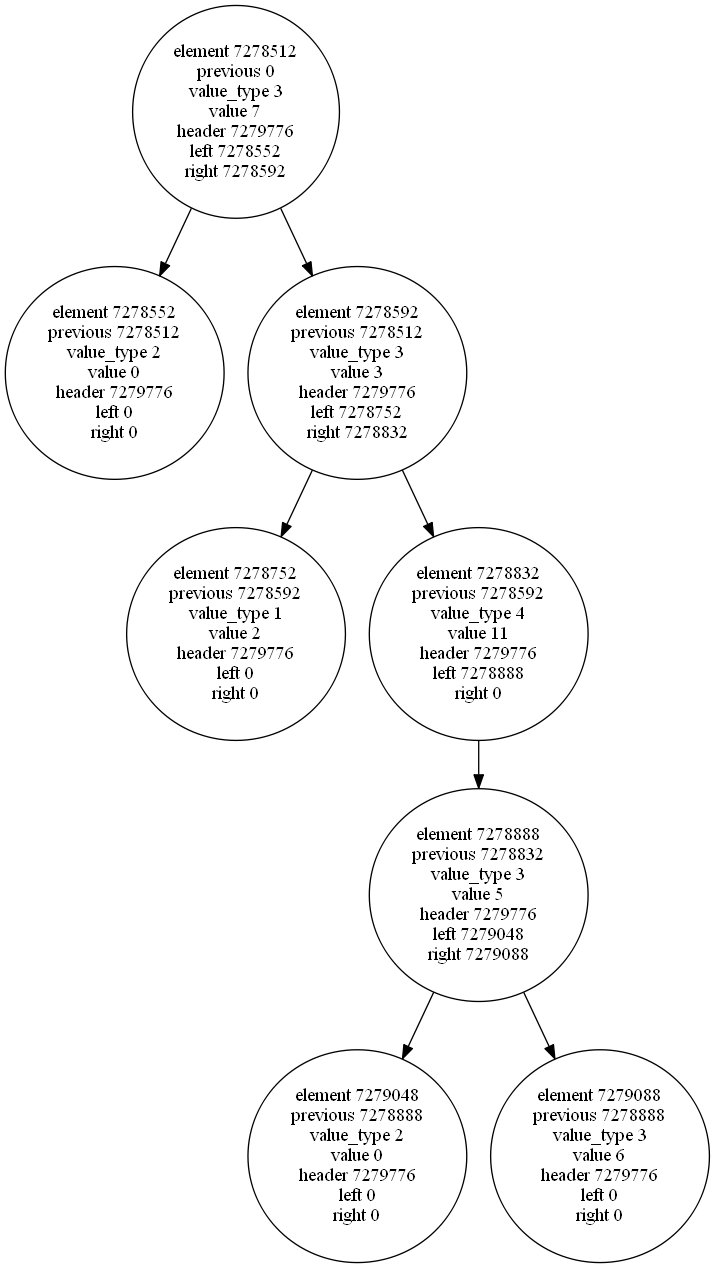 element 7278512
previous 0
value_type 3
value 7
header 7279776
left 7278552
right 7278592
element 7278552
previous 7278512
value_type 2
value 0
header 7279776
left 0
right 0
element 7278592
previous 7278512
value_type 3
value 3
header 7279776
left 7278752
right 7278832
element 7278752
previous 7278592
value_type 1
value 2
header 7279776
left 0
right 0
element 7278832
previous 7278592
value_type 4
value 11
header 7279776
left 7278888
right 0
element 7278888
previous 7278832
value_type 3
value 5
header 7279776
left 7279048
right 7279088
element 7279048
previous 7278888
value_type 2
value 0
header 7279776
left 0
right 0
element 7279088
previous 7278888
value_type 3
value 6
header 7279776
left 0
right 0